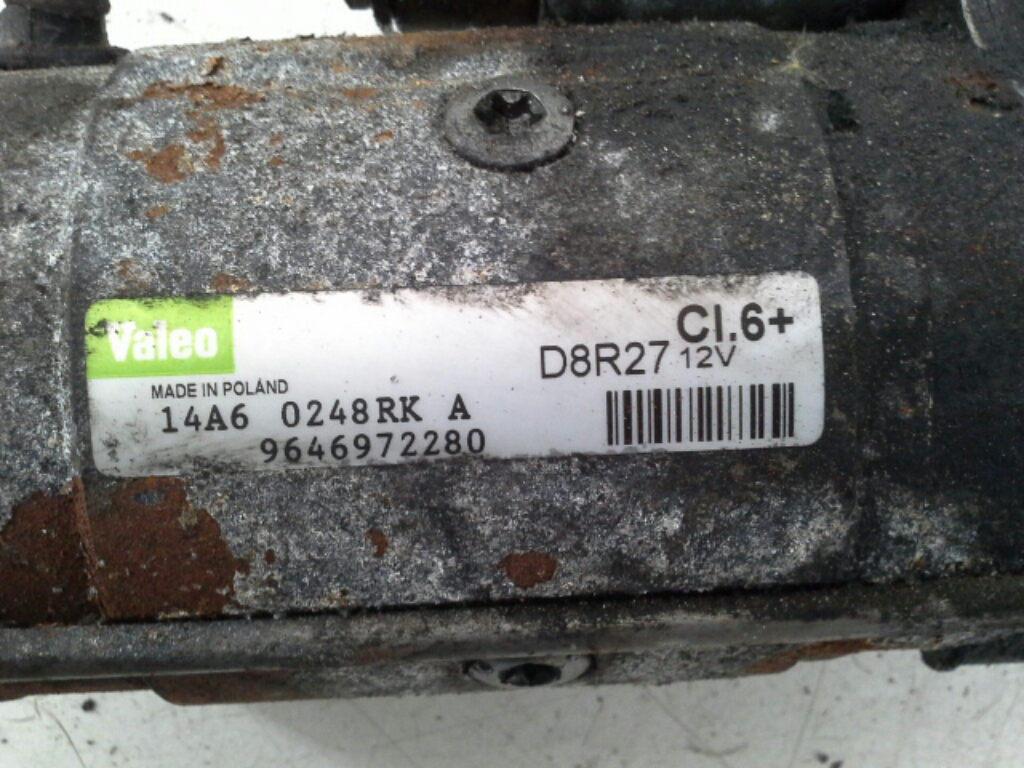 Valeo
Cl.6+
D8R27 12V
MADE IN POLAND
14A6 0248RK A
9646972280